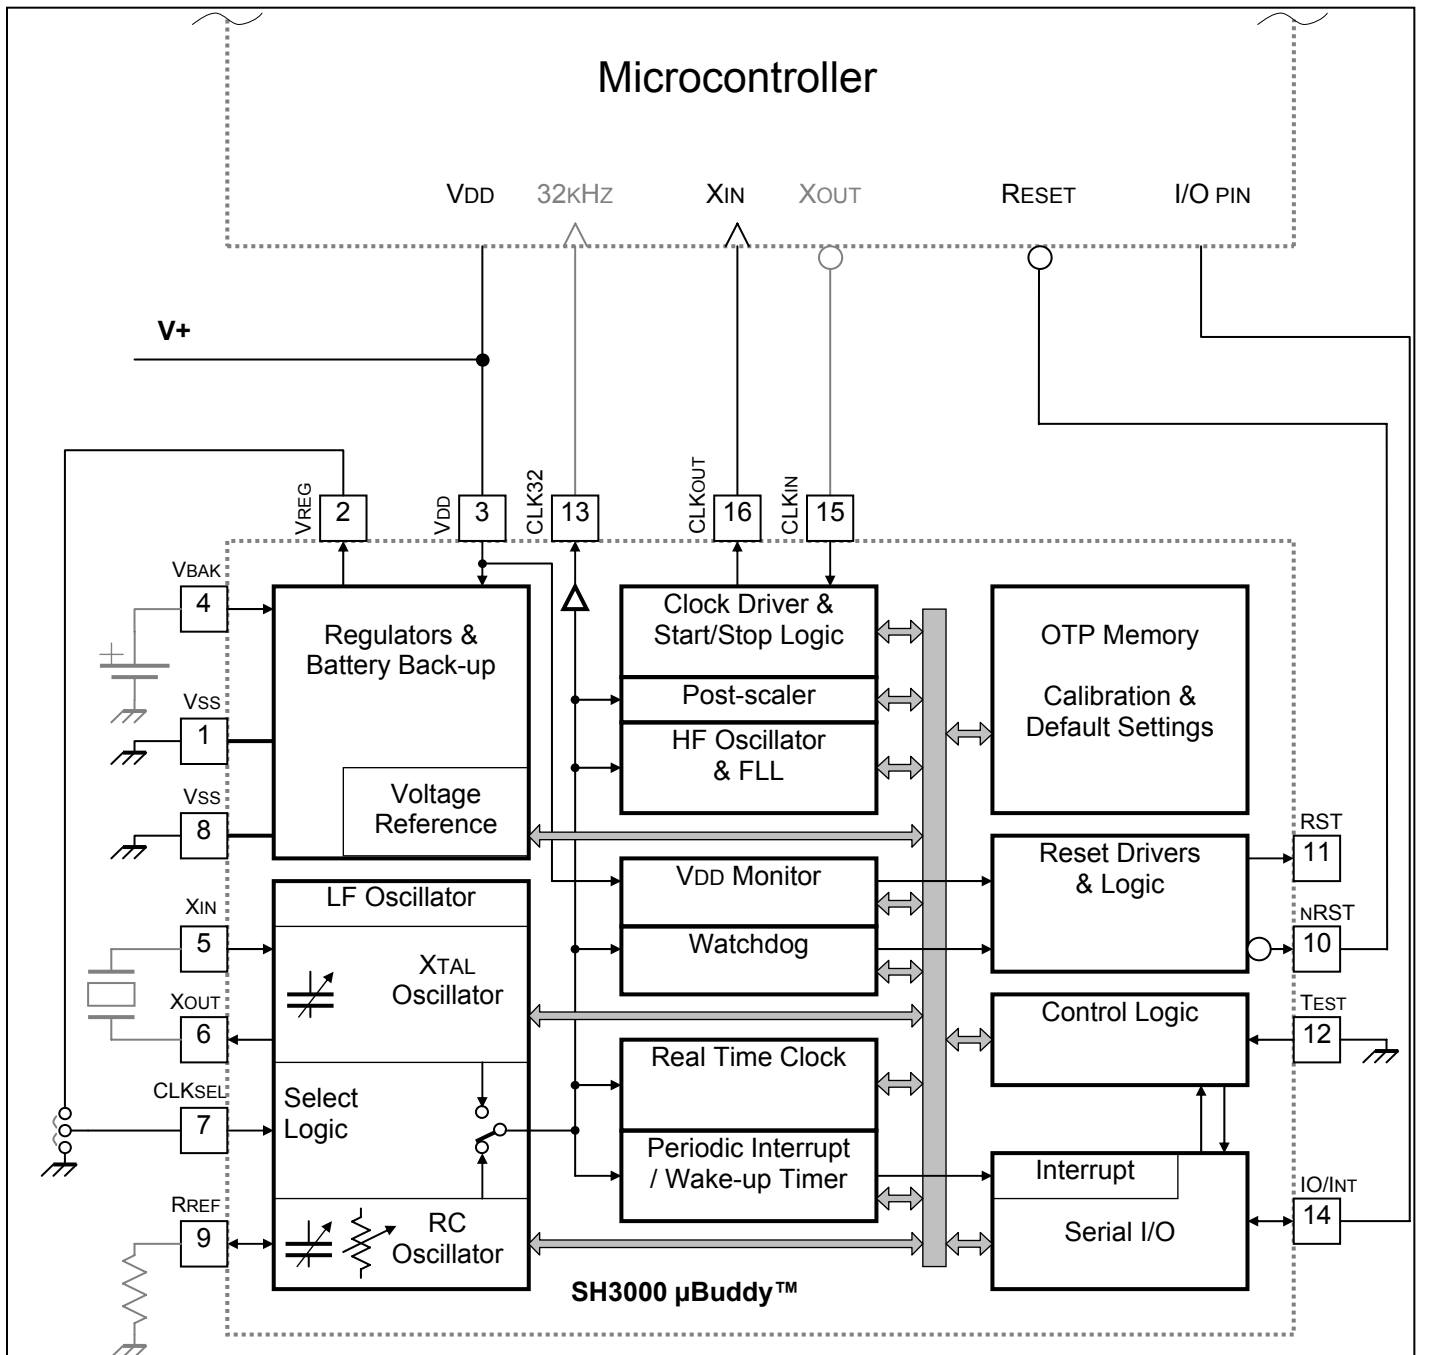 Microcontroller
VDD 32KHZ XIN XOUT RESET I/O PIN
V+
VREG 2 VDD 3 CLK32 13 CLKOUT 16 CLKIN 15
VBAK
4
Regulators &
Battery Back-up
VSS
1
VSS
8
Voltage
Reference
Clock Driver &
Start/Stop Logic
Post-scaler
HF Oscillator
& FLL
OTP Memory
Calibration &
Default Settings
VDD Monitor
Watchdog
Reset Drivers
& Logic
RST
11
NRST
10
LF Oscillator
XIN
5
XTAL
Oscillator
XOUT
6
CLKSEL
7
Select
Logic
RREF
9
RC
Oscillator
Real Time Clock
Periodic Interrupt
/ Wake-up Timer
Control Logic
TEST
12
Interrupt
Serial I/O
IO/INT
14
SH3000 µBuddy™